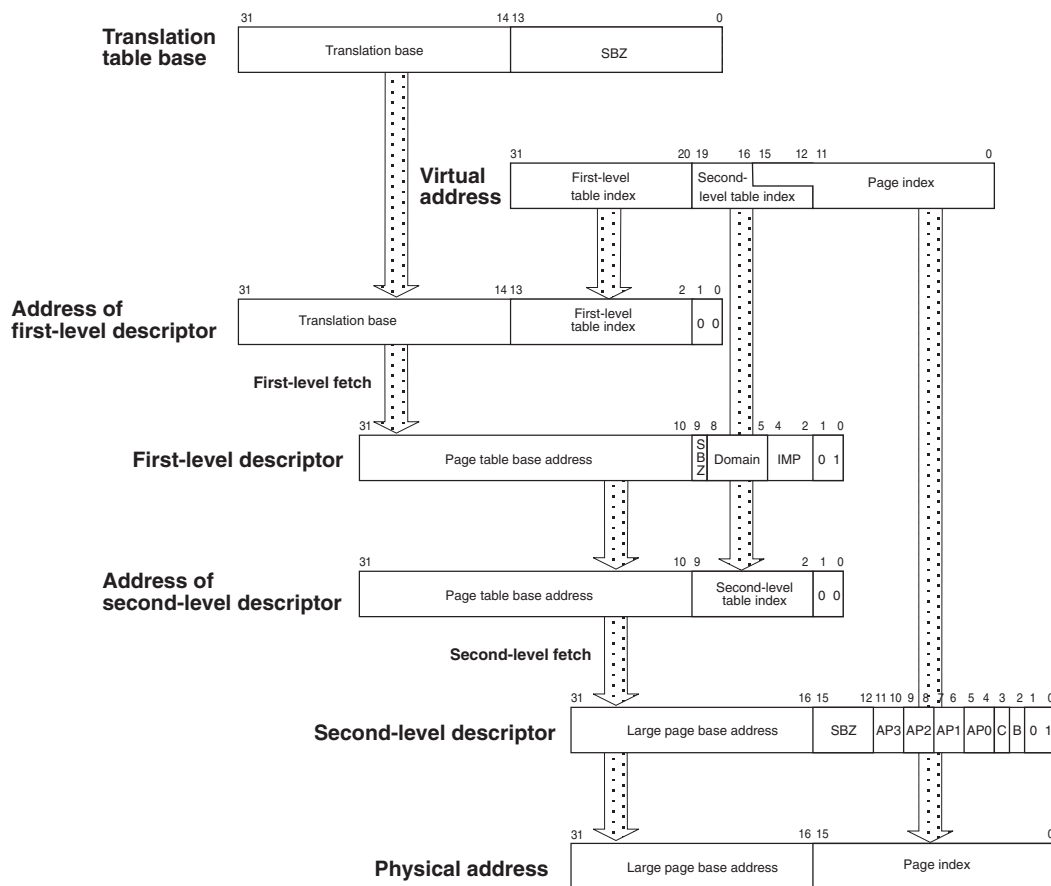 31 14 13 0
Translation
table base
Translation base SBZ
31 20 19 16 15 12 11 0
Virtual
address
First-level
table index
Second-
level table index
Page index
31 14 13 2 1 0
Address of
first-level descriptor
Translation base
First-level
table index
0 0
First-level fetch
31 10 9 8 5 4 2 1 0
First-level descriptor
Page table base address
S
B
Z
Domain IMP 0 1
31 10 9 2 1 0
Address of
second-level descriptor
Page table base address
Second-level
table index
0 0
Second-level fetch
31 16 15 12 11 10 9 8 7 6 5 4 3 2 1 0
Second-level descriptor
Large page base address SBZ AP3 AP2 AP1 AP0 C B 0 1
31 16 15 0
Physical address
Large page base address Page index